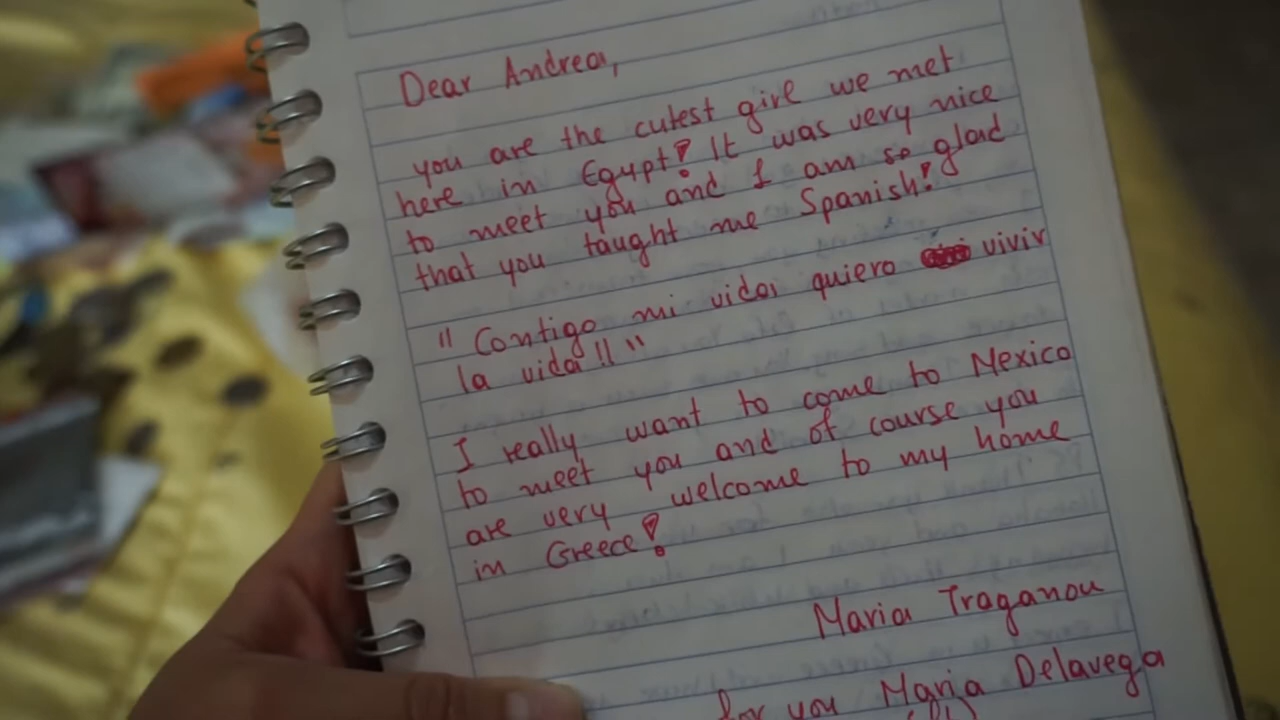 Dear Andrea,
you are the cutest give we met
here in Egypt! It was very nice
to meet you and I am so glad
that you taught me Spanish!
"Contigo mi vida, quiero vivir
la vida!!"
I really want to come to Mexico
to meet you and of course you
are very welcome to my home
in Greece!
Maria Traganou
for you Maria Delavega